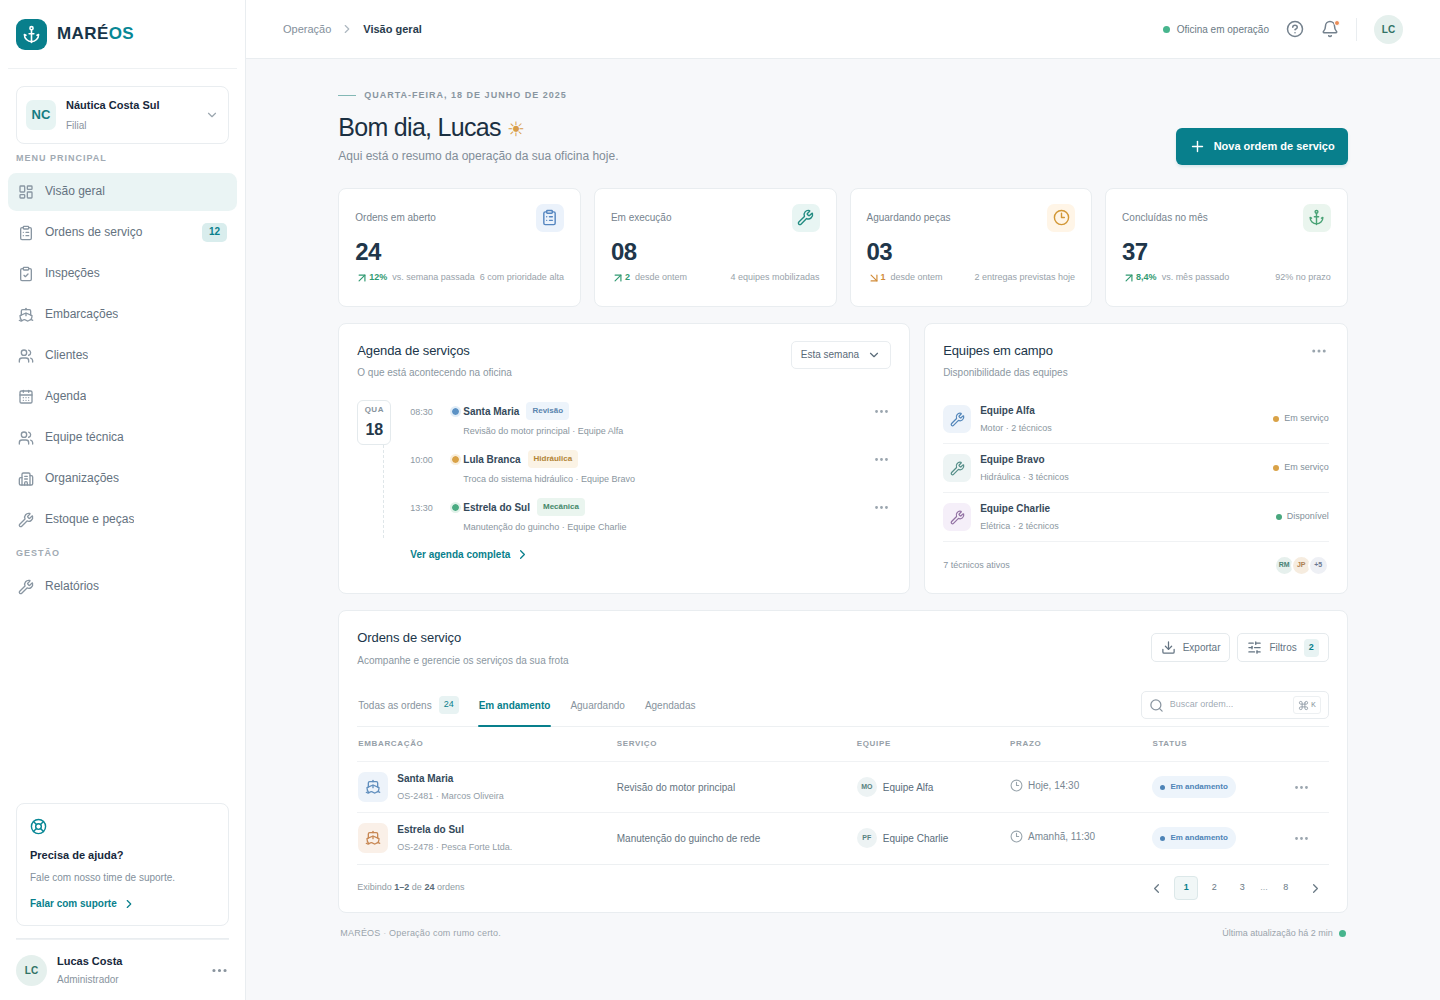 MARÉOS
NC
Náutica Costa Sul
Filial
MENU PRINCIPAL
Visão geral
Ordens de serviço 12
Inspeções
Embarcações
Clientes
Agenda
Equipe técnica
Organizações
Estoque e peças
GESTÃO
Relatórios
Precisa de ajuda?
Fale com nosso time de suporte.
Falar com suporte
LC
Lucas Costa
Administrador
Operação Visão geral
Oficina em operação
LC
QUARTA-FEIRA, 18 DE JUNHO DE 2025
Bom dia, Lucas
Aqui está o resumo da operação da sua oficina hoje.
Nova ordem de serviço
Ordens em aberto
24
12% vs. semana passada 6 com prioridade alta
Em execução
08
2 desde ontem 4 equipes mobilizadas
Aguardando peças
03
1 desde ontem 2 entregas previstas hoje
Concluídas no mês
37
8,4% vs. mês passado 92% no prazo
Agenda de serviços
O que está acontecendo na oficina
Esta semana
QUA
18
08:30 Santa Maria Revisão
Revisão do motor principal · Equipe Alfa
10:00 Lula Branca Hidráulica
Troca do sistema hidráulico · Equipe Bravo
13:30 Estrela do Sul Mecânica
Manutenção do guincho · Equipe Charlie
Ver agenda completa
Equipes em campo
Disponibilidade das equipes
Equipe Alfa
Motor · 2 técnicos
Em serviço
Equipe Bravo
Hidráulica · 3 técnicos
Em serviço
Equipe Charlie
Elétrica · 2 técnicos
Disponível
7 técnicos ativos RM JP +5
Ordens de serviço
Acompanhe e gerencie os serviços da sua frota
Exportar
Filtros 2
Todas as ordens 24 Em andamento Aguardando Agendadas
Buscar ordem... ⌘ K
EMBARCAÇÃO SERVIÇO EQUIPE PRAZO STATUS
Santa Maria
OS-2481 · Marcos Oliveira
Revisão do motor principal
MO Equipe Alfa
Hoje, 14:30
Em andamento
Estrela do Sul
OS-2478 · Pesca Forte Ltda.
Manutenção do guincho de rede
PF Equipe Charlie
Amanhã, 11:30
Em andamento
Exibindo 1–2 de 24 ordens
1 2 3 ... 8
MARÉOS · Operação com rumo certo.
Última atualização há 2 min